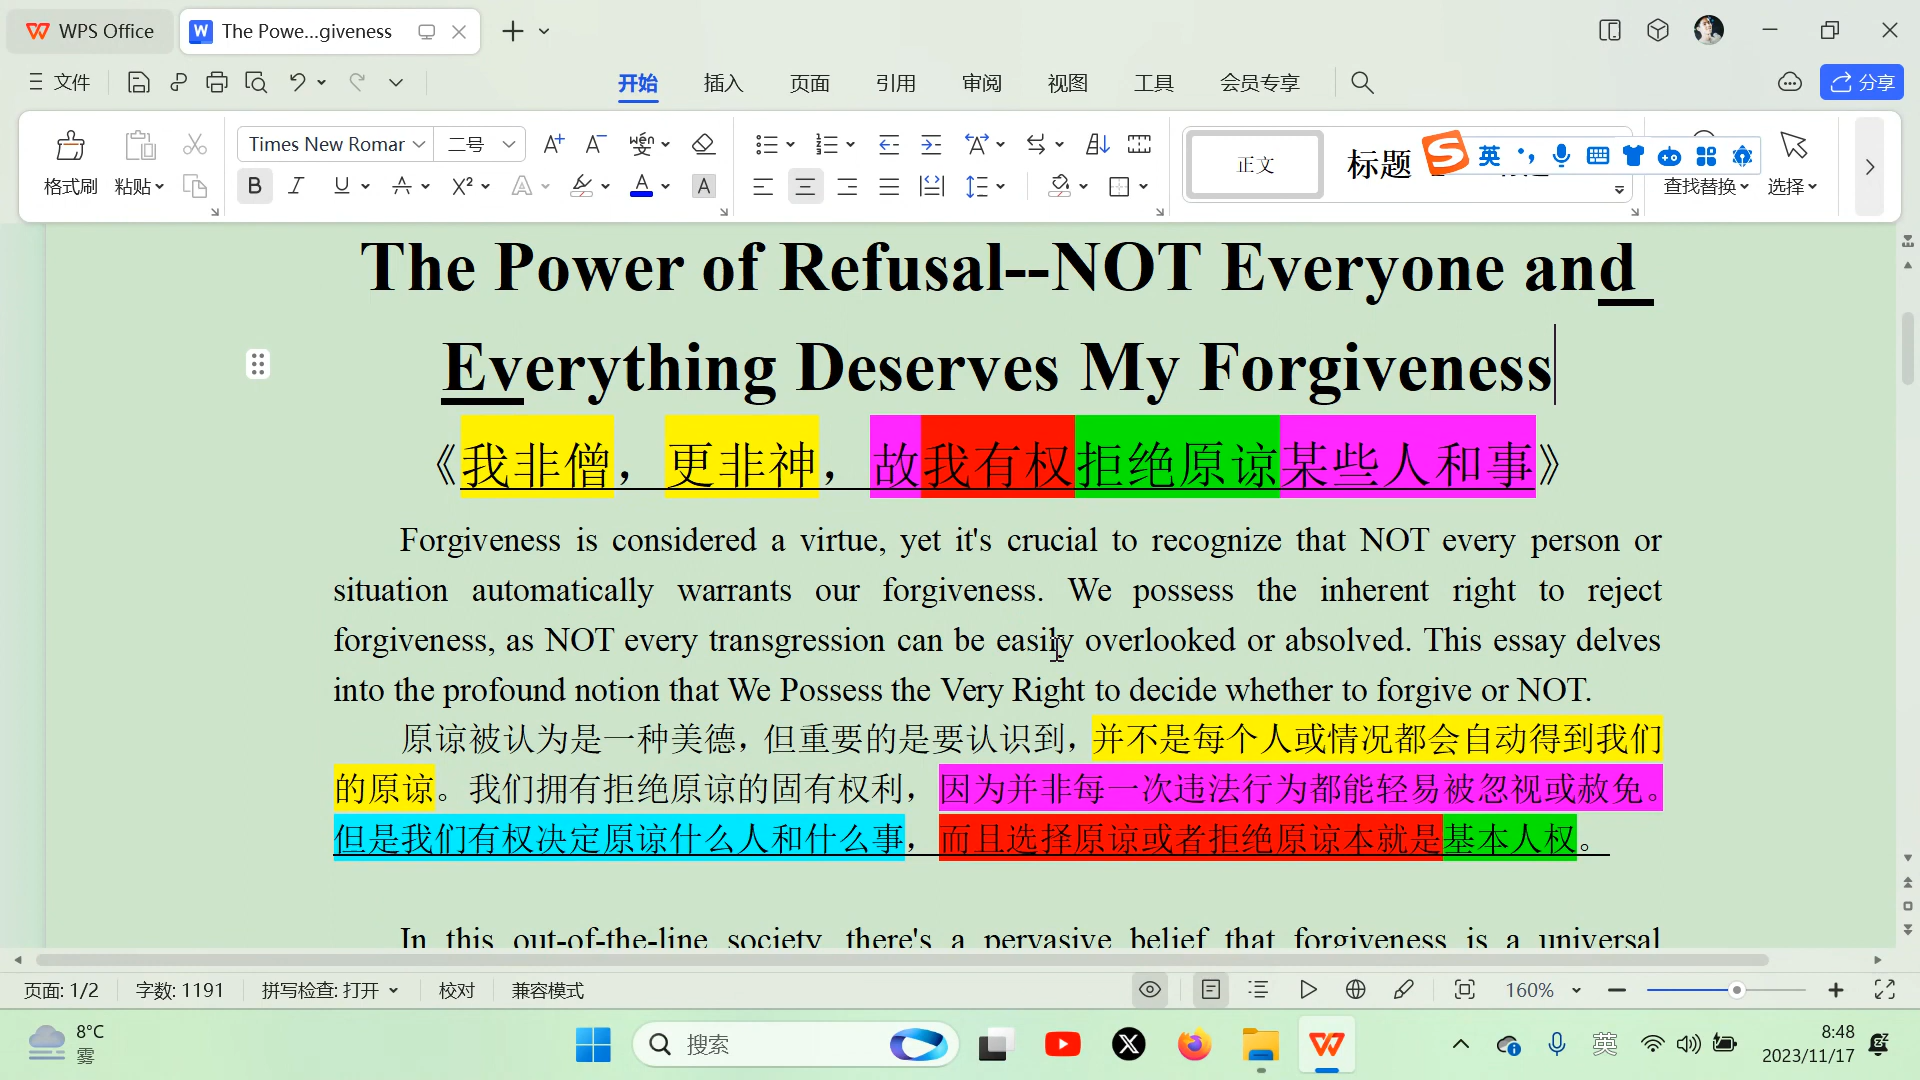 WPS Office
The Powe...giveness
文件
开始
插入
页面
引用
审阅
视图
工具
会员专享
分享
格式刷
粘贴
Times New Romar
二号
正文
标题
英
查找替换
选择
The Power of Refusal--NOT Everyone and
Everything Deserves My Forgiveness
《我非僧，更非神，故我有权拒绝原谅某些人和事》
Forgiveness is considered a virtue, yet it's crucial to recognize that NOT every person or
situation automatically warrants our forgiveness. We possess the inherent right to reject
forgiveness, as NOT every transgression can be easily overlooked or absolved. This essay delves
into the profound notion that We Possess the Very Right to decide whether to forgive or NOT.
原谅被认为是一种美德，但重要的是要认识到，并不是每个人或情况都会自动得到我们
的原谅。我们拥有拒绝原谅的固有权利，因为并非每一次违法行为都能轻易被忽视或赦免。
但是我们有权决定原谅什么人和什么事，而且选择原谅或者拒绝原谅本就是基本人权。
In this out-of-the-line society, there's a pervasive belief that forgiveness is a universal
页面: 1/2
字数: 1191
拼写检查: 打开
校对
兼容模式
160%
8°C
雾
搜索
英
8:48
2023/11/17